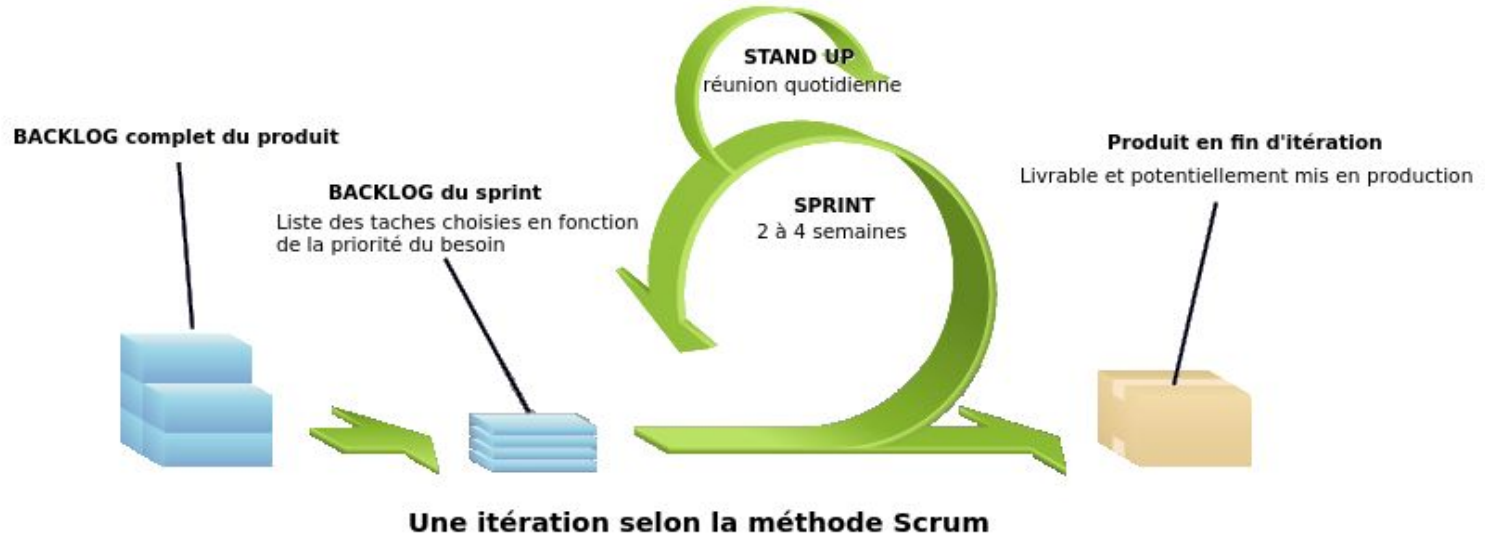 STAND UP
réunion quotidienne
BACKLOG complet du produit
BACKLOG du sprint
Liste des taches choisies en fonction
de la priorité du besoin
SPRINT
2 à 4 semaines
Produit en fin d'itération
Livrable et potentiellement mis en production
Une itération selon la méthode Scrum